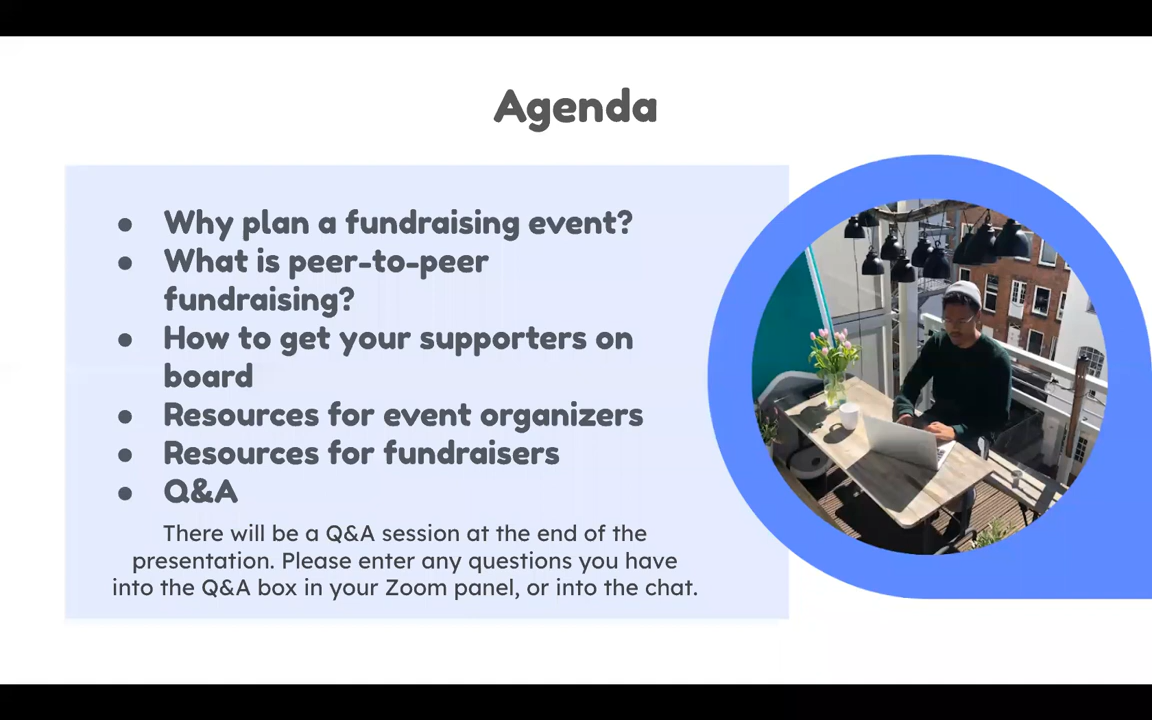 Agenda
● Why plan a fundraising event?
● What is peer-to-peer
fundraising?
● How to get your supporters on
board
● Resources for event organizers
● Resources for fundraisers
● Q&A
There will be a Q&A session at the end of the
presentation. Please enter any questions you have
into the Q&A box in your Zoom panel, or into the chat.